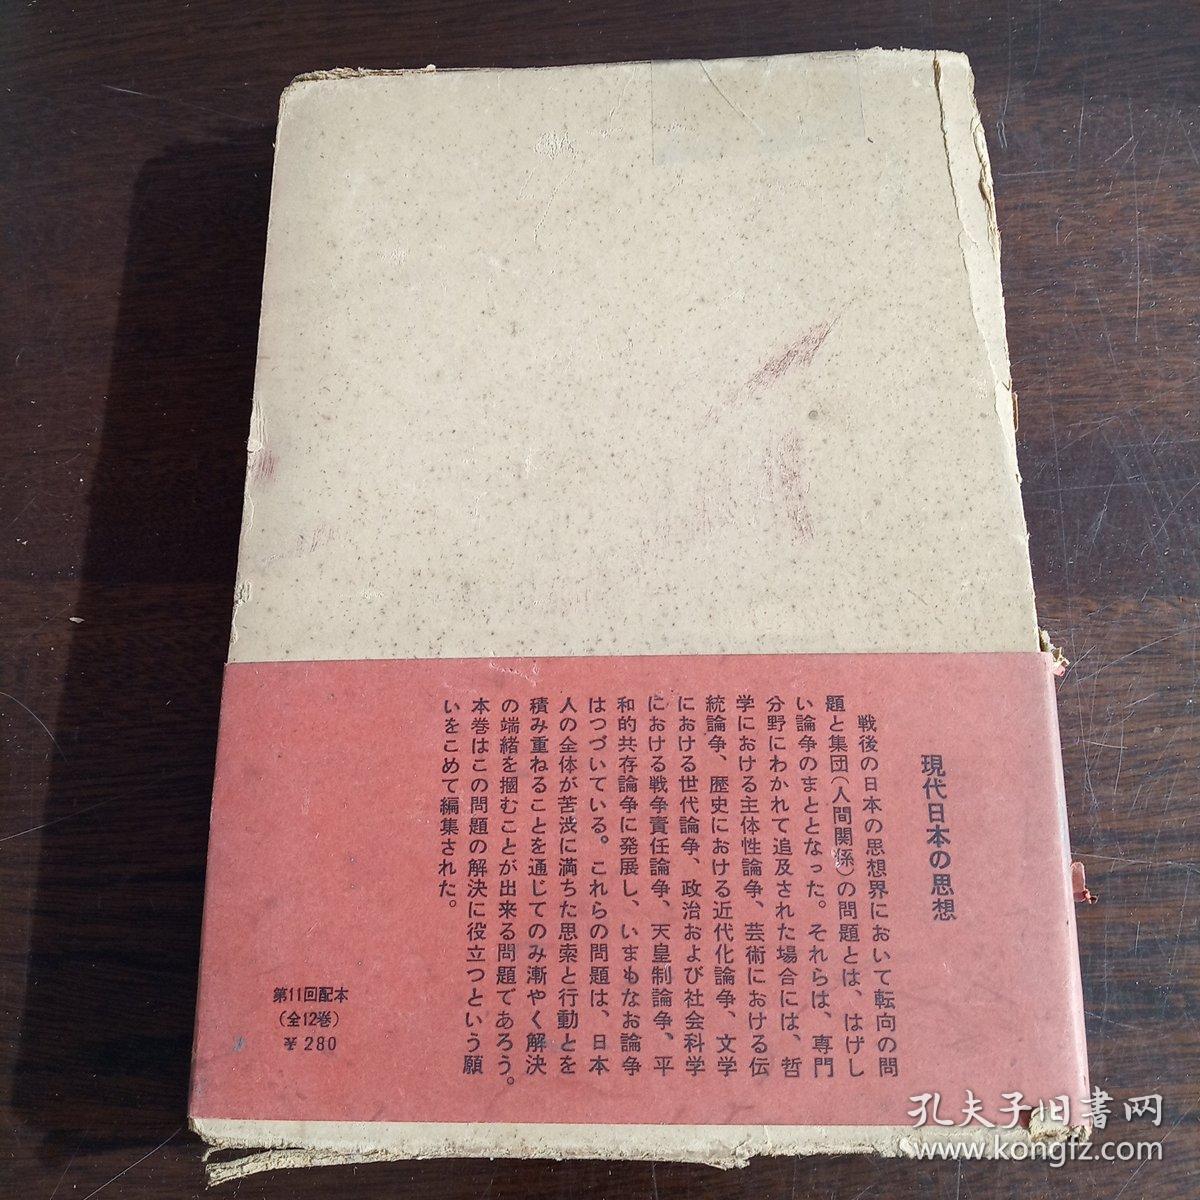 現代日本の思想
戦後の日本の思想界において転向の問
題と集団(人間関係)の問題とは、はげし
い論争のまととなった。それらは、専門
分野にわかれて追及された場合には、哲
学における主体性論争、芸術における伝
統論争、歴史における近代化論争、文学
における世代論争、政治および社会科学
における戦争責任論争、天皇制論争、平
和的共存論争に発展し、いまもなお論争
はつづいている。これらの問題は、日本
人の全体が苦渋に満ちた思索と行動とを
積み重ねることを通じてのみ漸やく解決
の端緒を摑むことが出来る問題であろう。
本巻はこの問題の解決に役立つという願
いをこめて編集された。
第11回配本
(全12巻)
￥280
孔夫子旧書网
www.kongfz.com